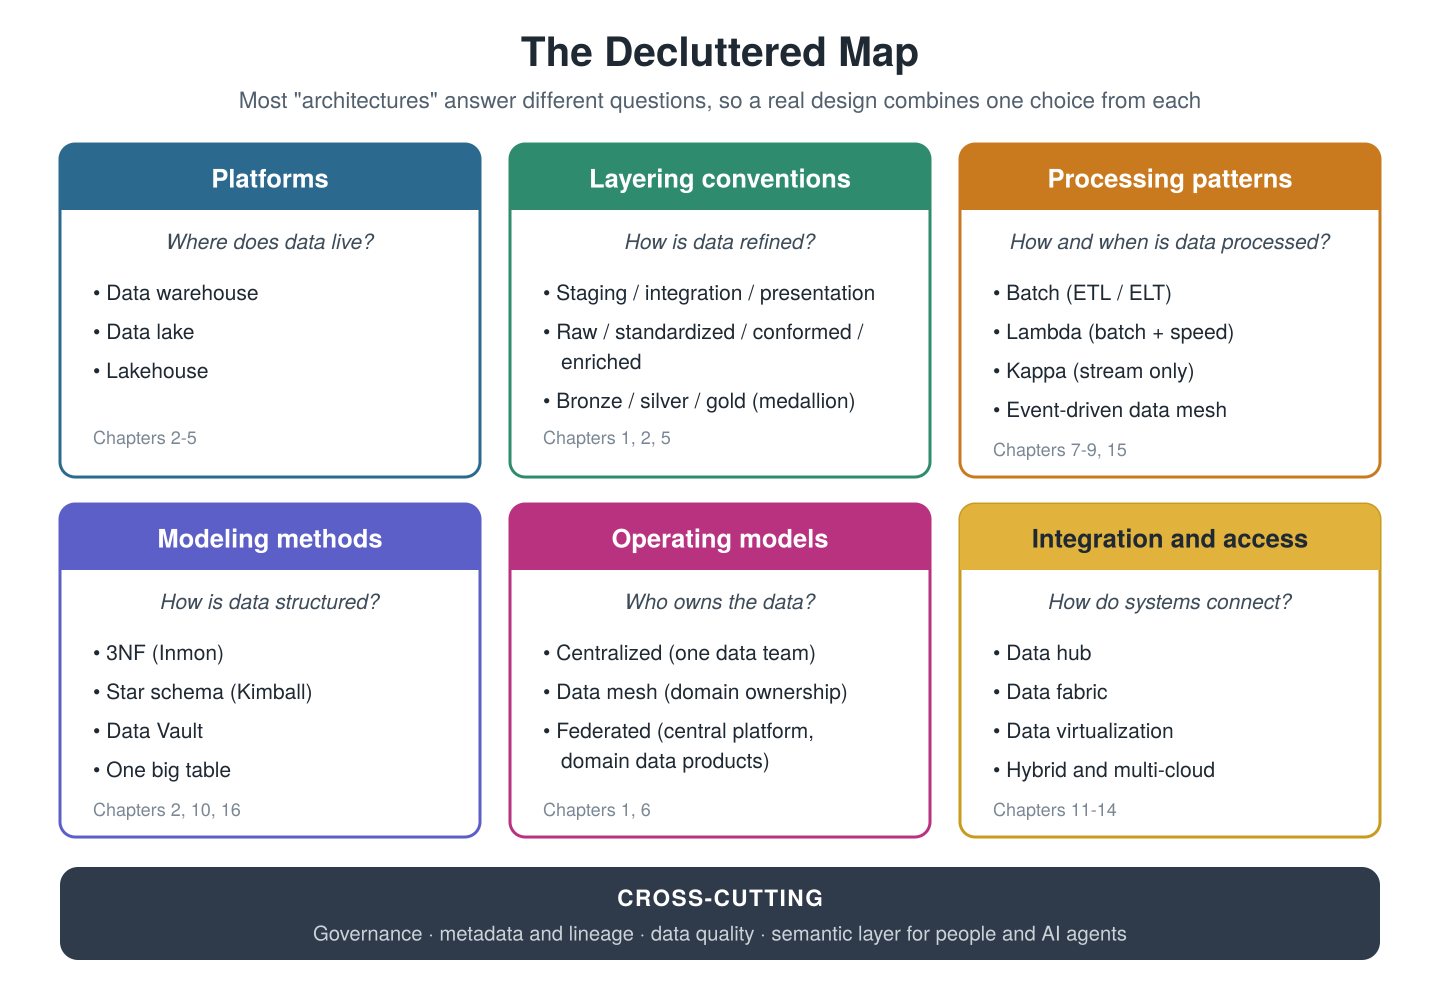 The Decluttered Map
Most "architectures" answer different questions, so a real design combines one choice from each
Platforms
Where does data live?
• Data warehouse
• Data lake
• Lakehouse
Chapters 2-5
Layering conventions
How is data refined?
• Staging / integration / presentation
• Raw / standardized / conformed /
enriched
• Bronze / silver / gold (medallion)
Chapters 1, 2, 5
Processing patterns
How and when is data processed?
• Batch (ETL / ELT)
• Lambda (batch + speed)
• Kappa (stream only)
• Event-driven data mesh
Chapters 7-9, 15
Modeling methods
How is data structured?
• 3NF (Inmon)
• Star schema (Kimball)
• Data Vault
• One big table
Chapters 2, 10, 16
Operating models
Who owns the data?
• Centralized (one data team)
• Data mesh (domain ownership)
• Federated (central platform,
domain data products)
Chapters 1, 6
Integration and access
How do systems connect?
• Data hub
• Data fabric
• Data virtualization
• Hybrid and multi-cloud
Chapters 11-14
CROSS-CUTTING
Governance · metadata and lineage · data quality · semantic layer for people and AI agents